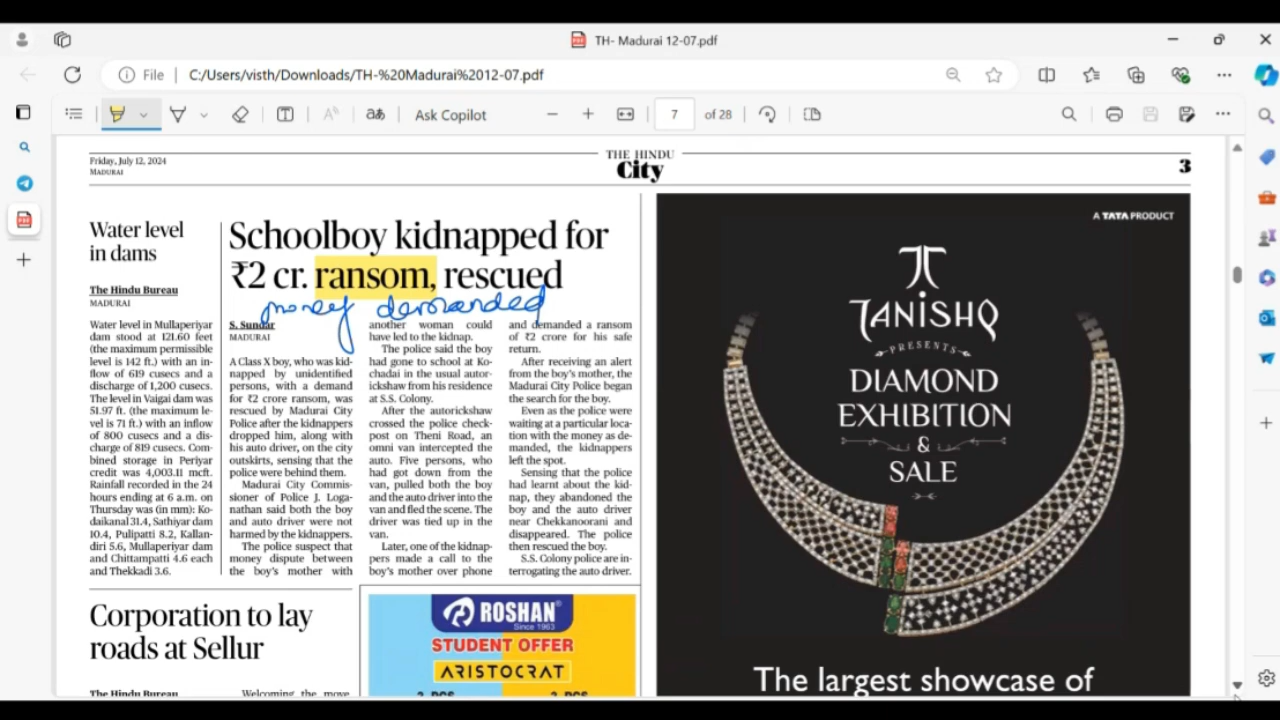 TH- Madurai 12-07.pdf
File
C:/Users/visth/Downloads/TH-%20Madurai%2012-07.pdf
Ask Copilot
7
of 28
Friday, July 12, 2024
MADURAI
THE HINDU
City
3
Water level
in dams
The Hindu Bureau
MADURAI
Water level in Mullaperiyar
dam stood at 121.60 feet
(the maximum permissible
level is 142 ft.) with an in-
flow of 619 cusecs and a
discharge of 1,200 cusecs.
The level in Vaigai dam was
51.97 ft. (the maximum le-
vel is 71 ft.) with an inflow
of 800 cusecs and a dis-
charge of 819 cusecs. Com-
bined storage in Periyar
credit was 4,003.11 mcft.
Rainfall recorded in the 24
hours ending at 6 a.m. on
Thursday was (in mm): Ko-
daikanal 31.4, Sathiyar dam
10.4, Pulipatti 8.2, Kallan-
diri 5.6, Mullaperiyar dam
and Chittampatti 4.6 each
and Thekkadi 3.6.
Schoolboy kidnapped for
₹2 cr. ransom, rescued
money demanded
S. Sundar
MADURAI
A Class X boy, who was kid-
napped by unidentified
persons, with a demand
for ₹2 crore ransom, was
rescued by Madurai City
Police after the kidnappers
dropped him, along with
his auto driver, on the city
outskirts, sensing that the
police were behind them.
Madurai City Commis-
sioner of Police J. Loga-
nathan said both the boy
and auto driver were not
harmed by the kidnappers.
The police suspect that
money dispute between
the boy's mother with
another woman could
have led to the kidnap.
The police said the boy
had gone to school at Ko-
chadai in the usual autor-
ickshaw from his residence
at S.S. Colony.
After the autorickshaw
crossed the police check-
post on Theni Road, an
omni van intercepted the
auto. Five persons, who
had got down from the
van, pulled both the boy
and the auto driver into the
van and fled the scene. The
driver was tied up in the
van.
Later, one of the kidnap-
pers made a call to the
boy's mother over phone
and demanded a ransom
of ₹2 crore for his safe
return.
After receiving an alert
from the boy's mother, the
Madurai City Police began
the search for the boy.
Even as the police were
waiting at a particular loca-
tion with the money as de-
manded, the kidnappers
left the spot.
Sensing that the police
had learnt about the kid-
nap, they abandoned the
boy and the auto driver
near Chekkanoorani and
disappeared. The police
then rescued the boy.
S.S. Colony police are in-
terrogating the auto driver.
Corporation to lay
roads at Sellur
The Hindu Bureau
Welcoming the move
ROSHAN
Since 1963
STUDENT OFFER
ARISTOCRAT
2 PCS
3 PCS
A TATA PRODUCT
TANISHQ
PRESENTS
DIAMOND
EXHIBITION
&
SALE
The largest showcase of